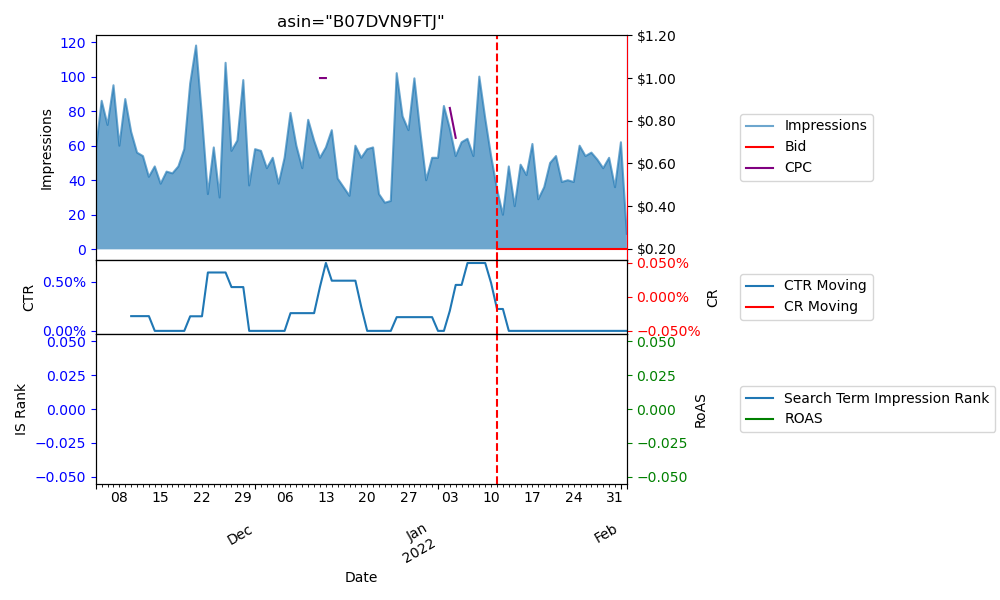 asin="B07DVN9FTJ"
120
100
80
60
40
20
0
Impressions
$1.20
$1.00
$0.80
$0.60
$0.40
$0.20
Impressions
Bid
CPC
0.50%
0.00%
CTR
0.050%
0.000%
−0.050%
CR
CTR Moving
CR Moving
0.050
0.025
0.000
−0.025
−0.050
IS Rank
0.050
0.025
0.000
−0.025
−0.050
RoAS
Search Term Impression Rank
ROAS
08 15 22 29 06 13 20 27 03 10 17 24 31
Dec Jan Feb
2022
Date